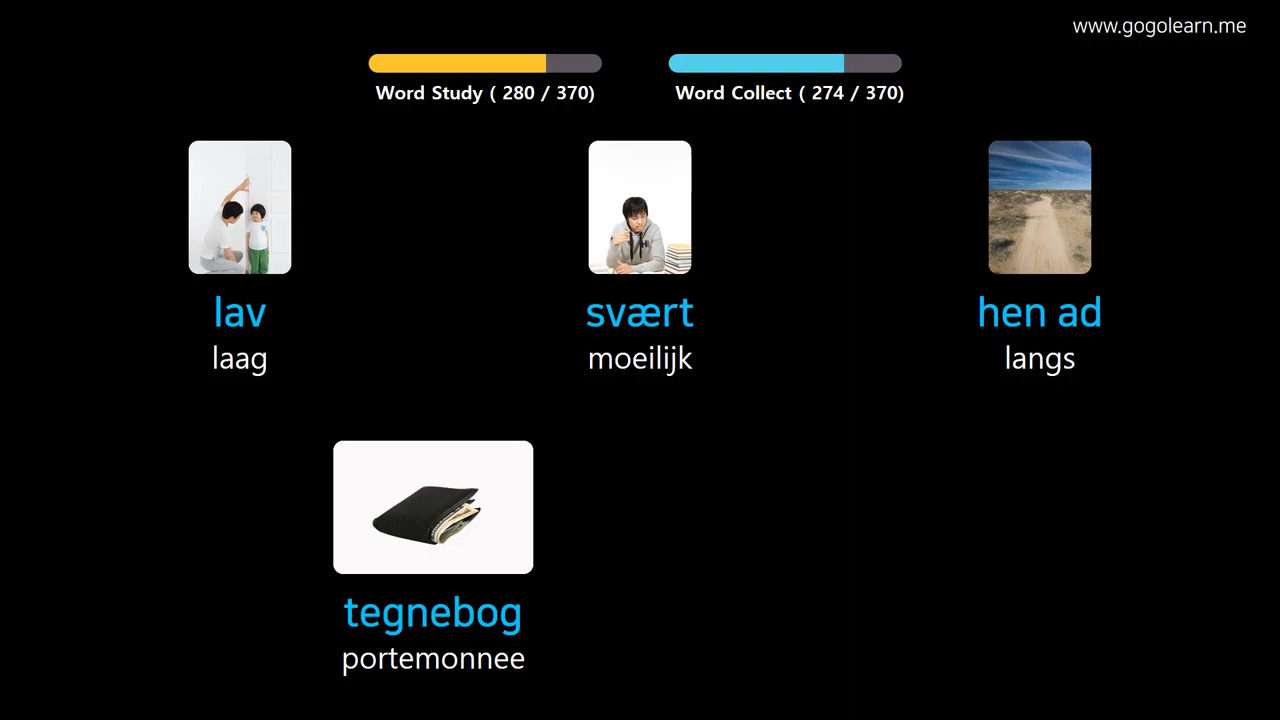 www.gogolearn.me
Word Study ( 280 / 370)
Word Collect ( 274 / 370)
lav
laag
svært
moeilijk
hen ad
langs
tegnebog
portemonnee